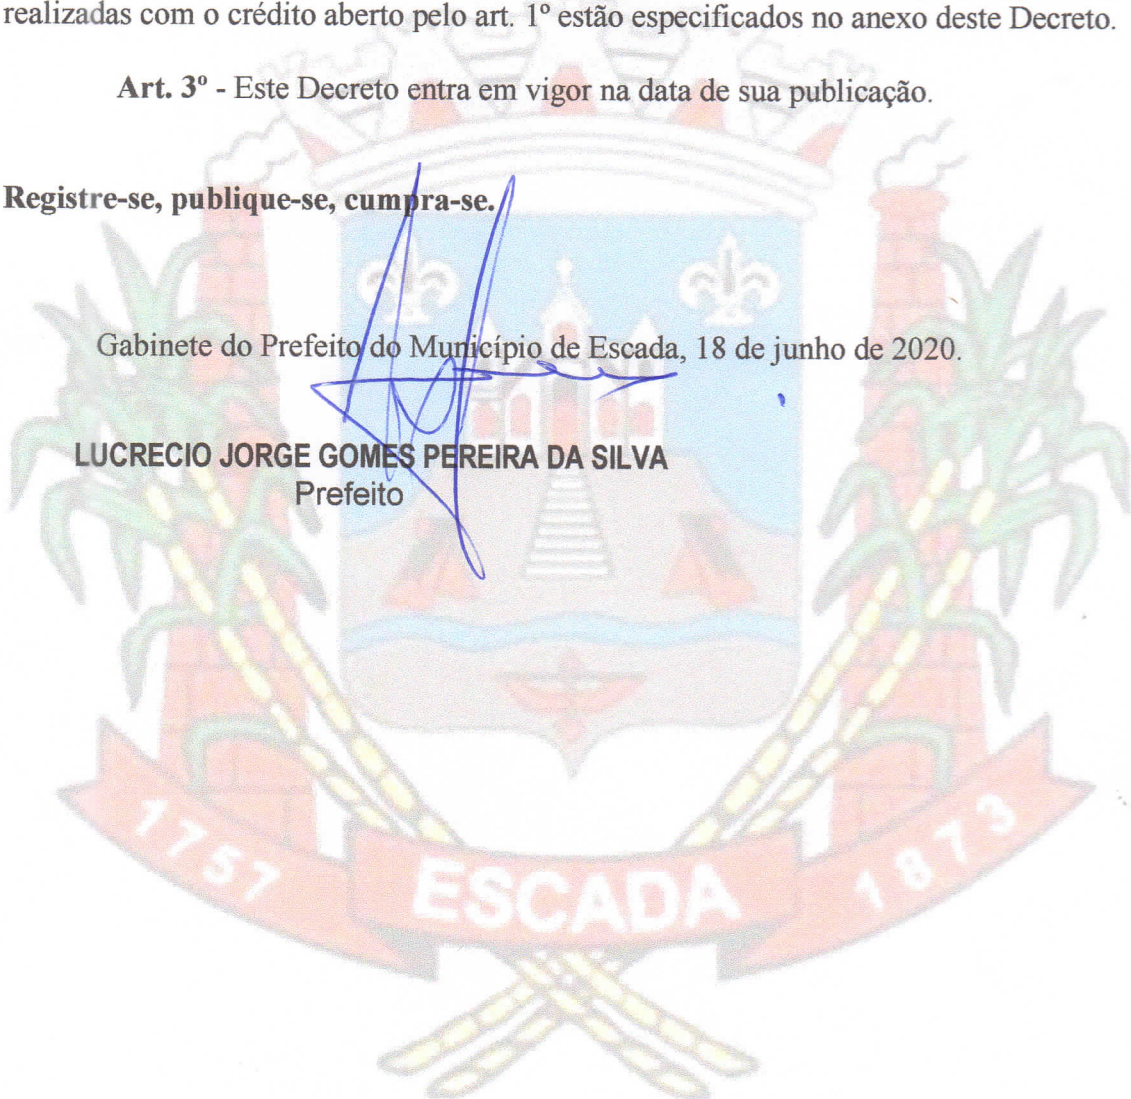 realizadas com o crédito aberto pelo art. 1º estão especificados no anexo deste Decreto.
Art. 3º - Este Decreto entra em vigor na data de sua publicação.
Registre-se, publique-se, cumpra-se.
Gabinete do Prefeito do Município de Escada, 18 de junho de 2020.
LUCRECIO JORGE GOMES PEREIRA DA SILVA
Prefeito
1757 ESCADA 1873